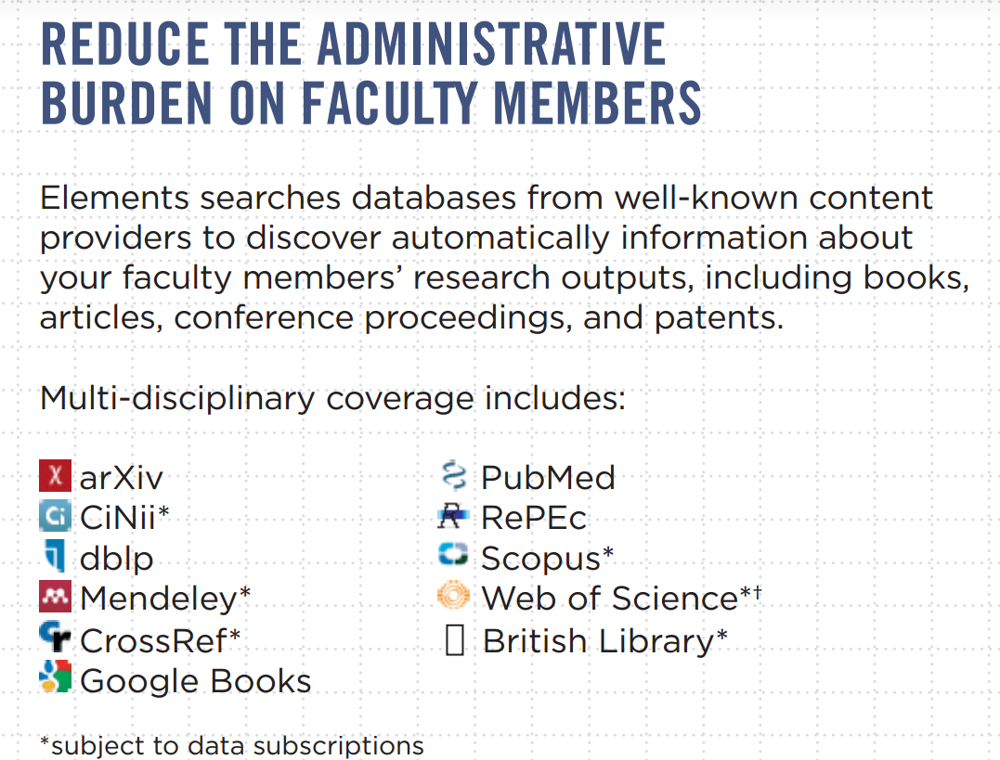 REDUCE THE ADMINISTRATIVE
BURDEN ON FACULTY MEMBERS
Elements searches databases from well-known content
providers to discover automatically information about
your faculty members’ research outputs, including books,
articles, conference proceedings, and patents.
Multi-disciplinary coverage includes:
arXiv
CiNii*
dblp
Mendeley*
CrossRef*
Google Books
PubMed
RePEc
Scopus*
Web of Science*†
British Library*
*subject to data subscriptions